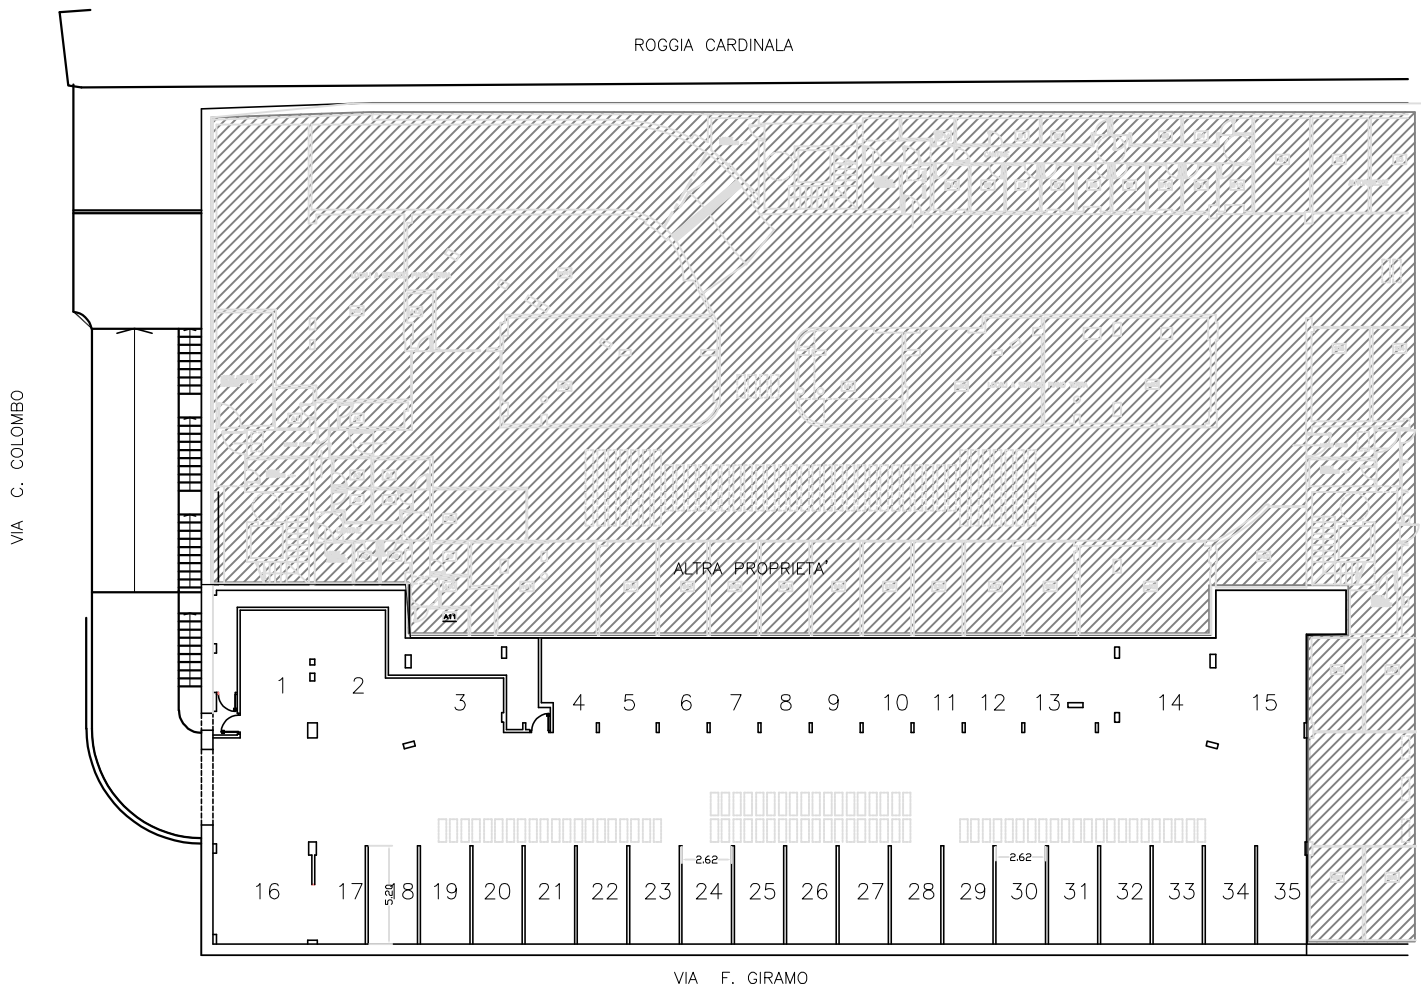 ROGGIA CARDINALA
VIA C. COLOMBO
ALTRA PROPRIETA'
A11
1 2 3 4 5 6 7 8 9 10 11 12 13 14 15
2.62 2.62
5.20
16 17 8 19 20 21 22 23 24 25 26 27 28 29 30 31 32 33 34 35
VIA F. GIRAMO